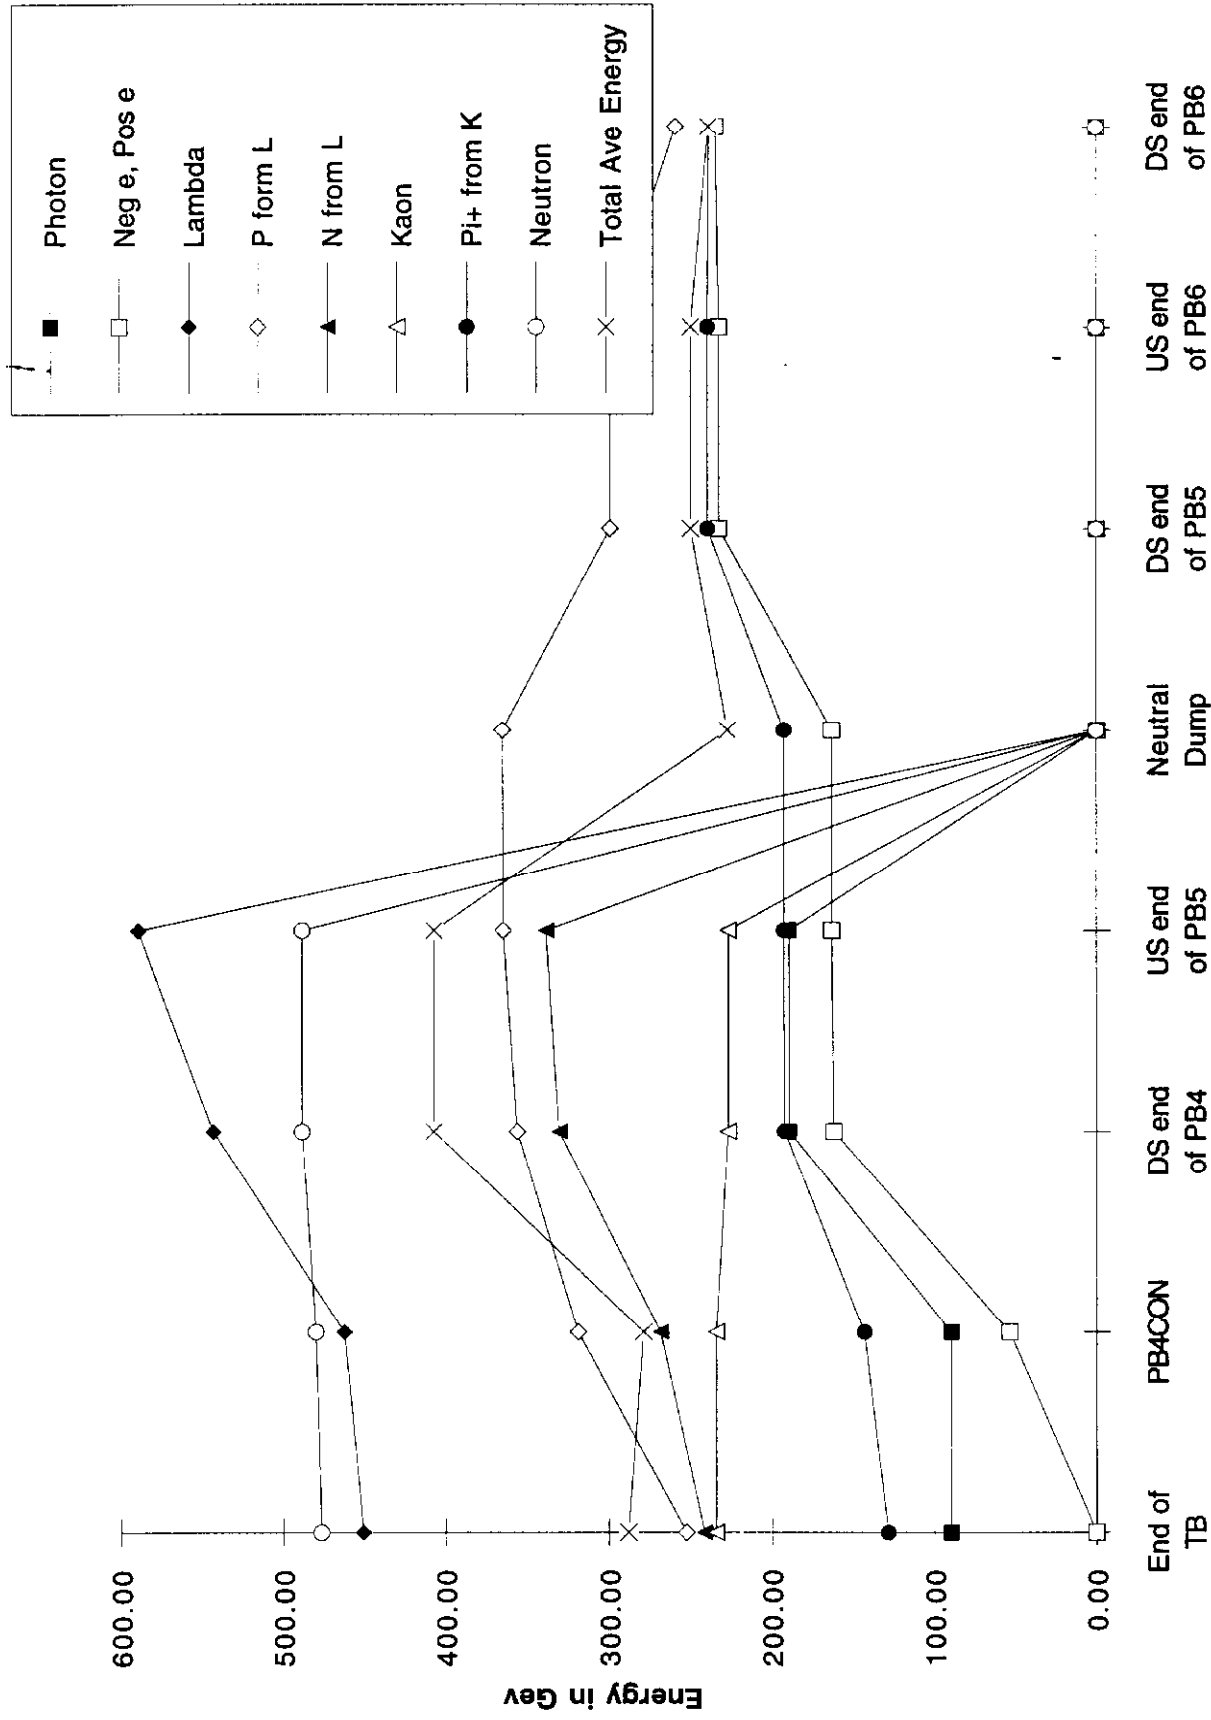 Photon
Neg e, Pos e
Lambda
P form L
N from L
Kaon
Pi+ from K
Neutron
Total Ave Energy
Energy in Gev
600.00
500.00
400.00
300.00
200.00
100.00
0.00
End of
TB
PB4CON
DS end
of PB4
US end
of PB5
Neutral
Dump
DS end
of PB5
US end
of PB6
DS end
of PB6